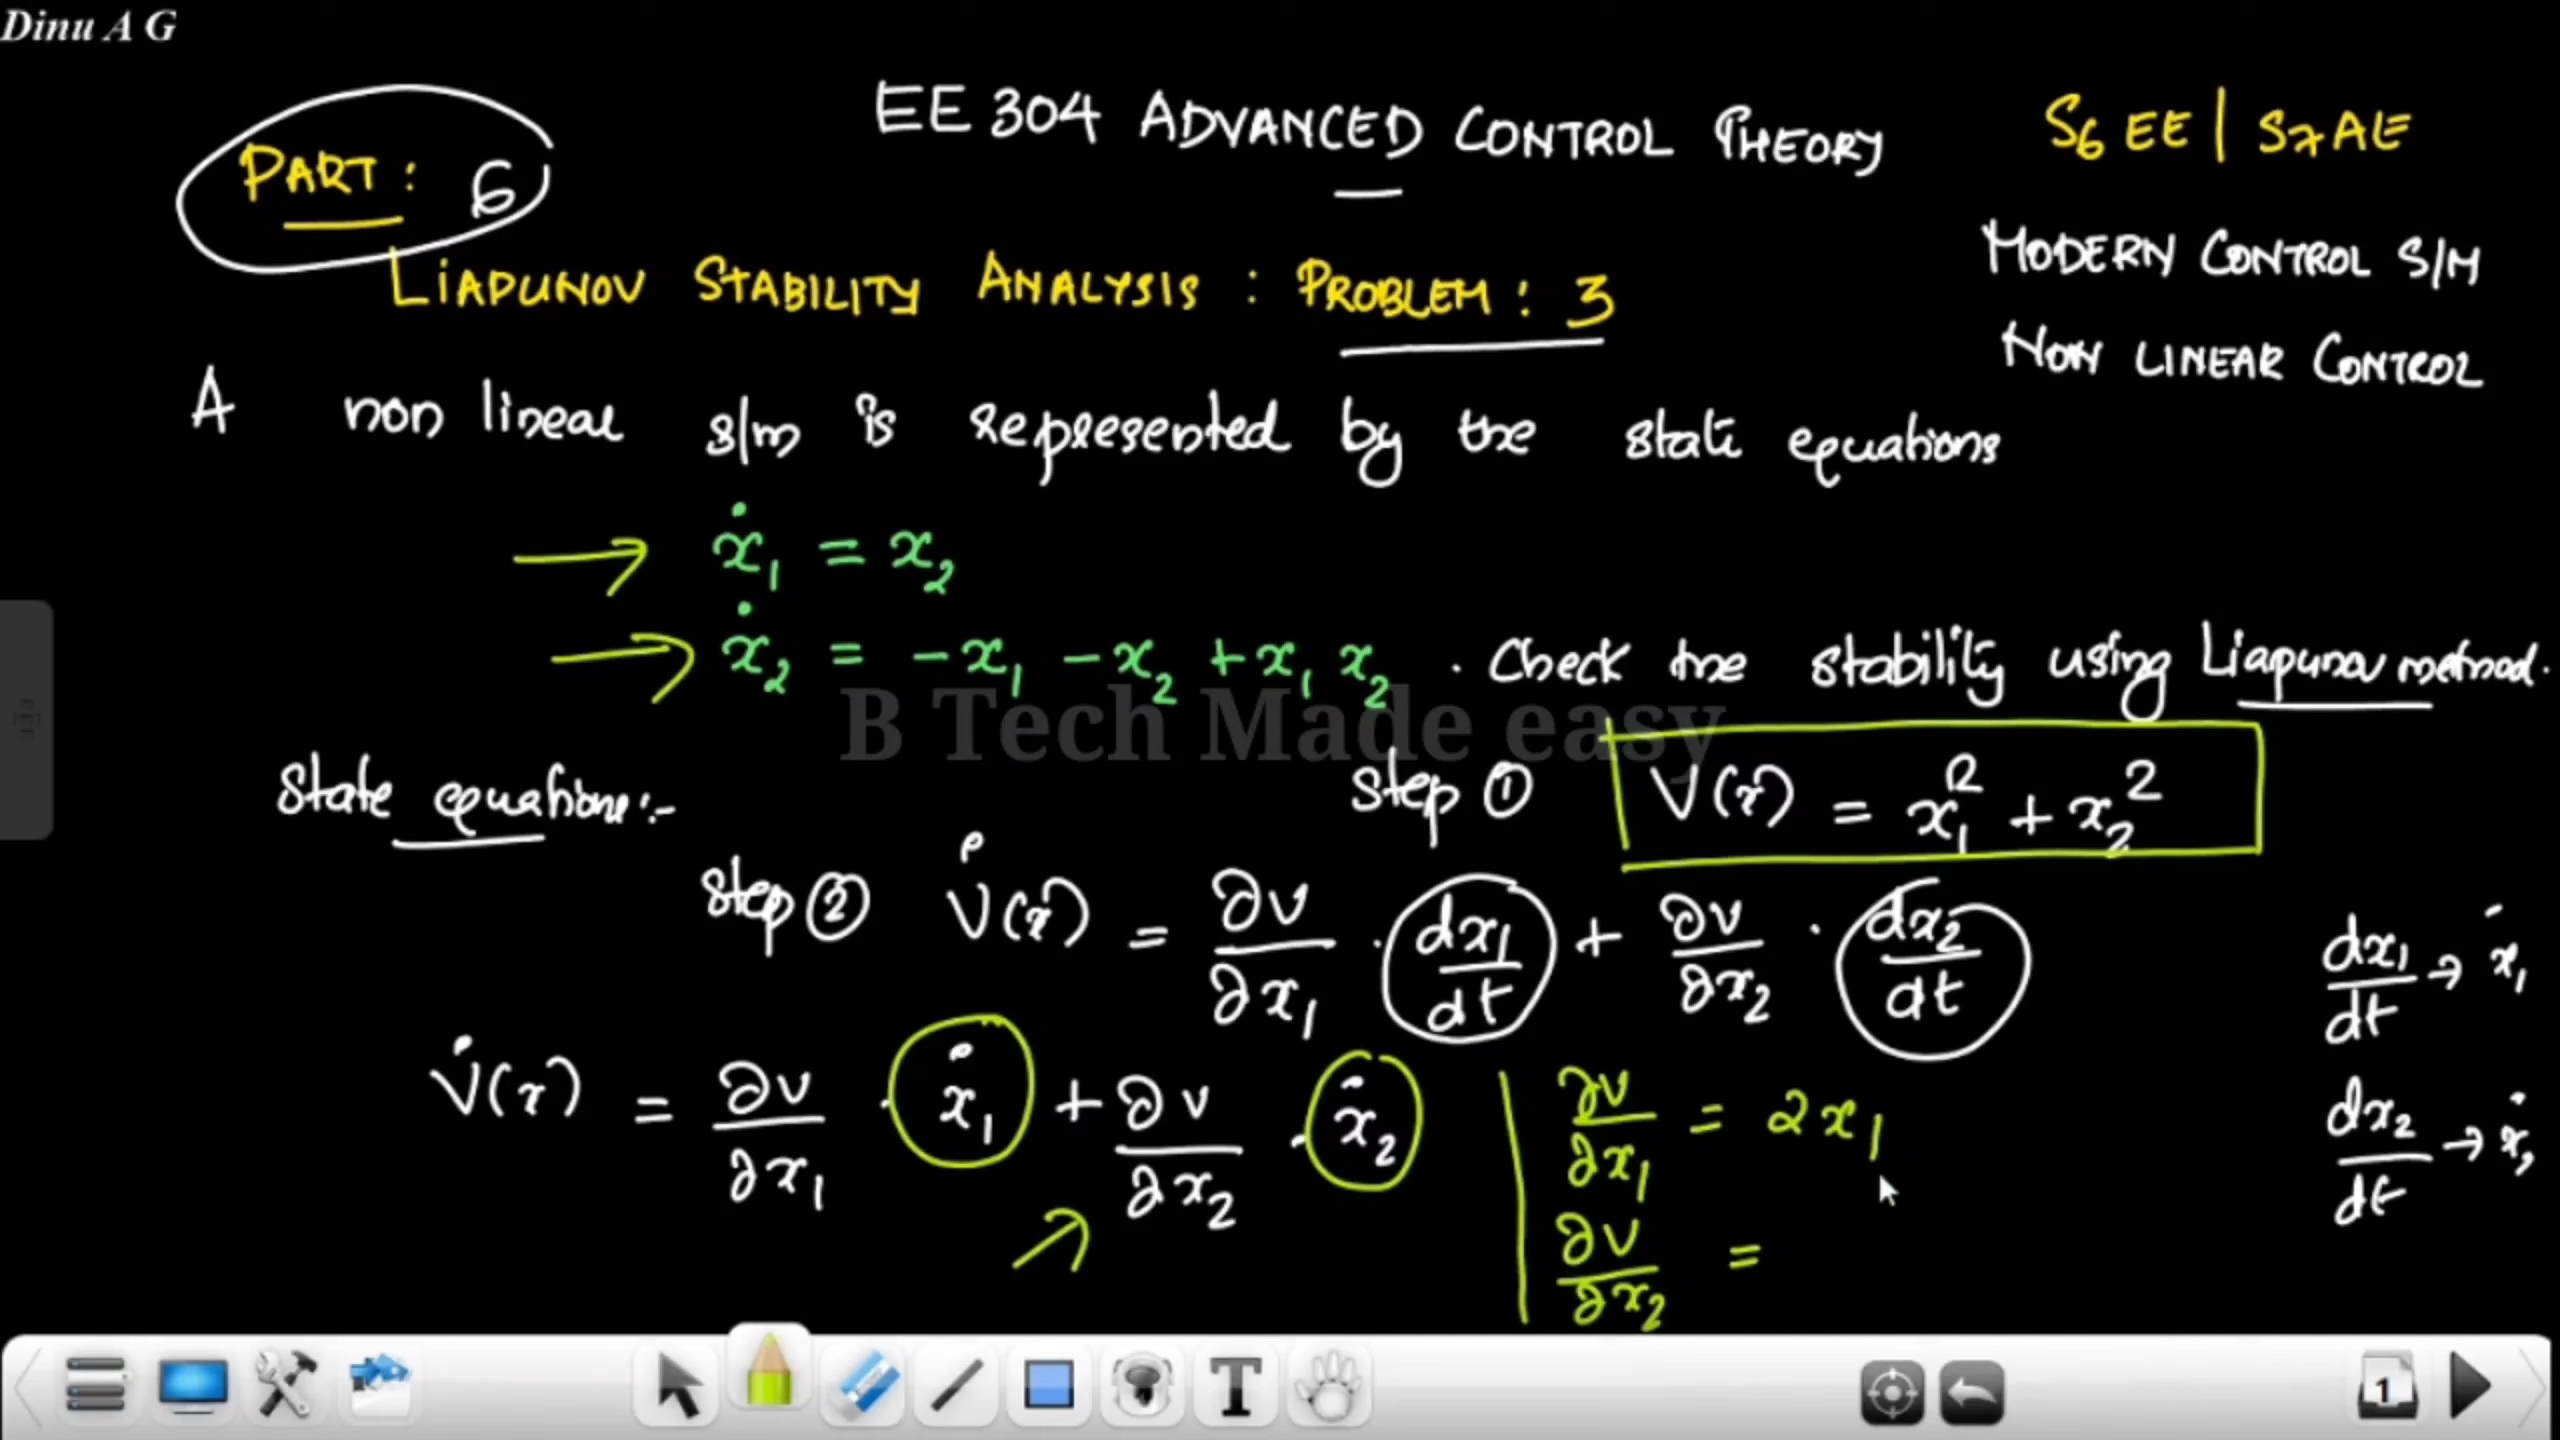 Dinu A G
PART: 6
EE 304 ADVANCED CONTROL THEORY
S6 EE | S7 AE
MODERN CONTROL S/M
LIAPUNOV STABILITY ANALYSIS : PROBLEM : 3
NON LINEAR CONTROL
A non linear s/m is represented by the state equations
ẋ₁ = x₂
ẋ₂ = -x₁ -x₂ +x₁ x₂ . Check the stability using Liapunov method.
B Tech Made easy
State equations:-
Step ① V(x) = x₁² + x₂²
Step ② V̇(x) = ∂V/∂x₁ · dx₁/dt + ∂V/∂x₂ · dx₂/dt
dx₁/dt → ẋ₁
V̇(x) = ∂V/∂x₁ · ẋ₁ + ∂V/∂x₂ · ẋ₂
∂V/∂x₁ = 2x₁
dx₂/dt → ẋ₂
∂V/∂x₂ =
T
1